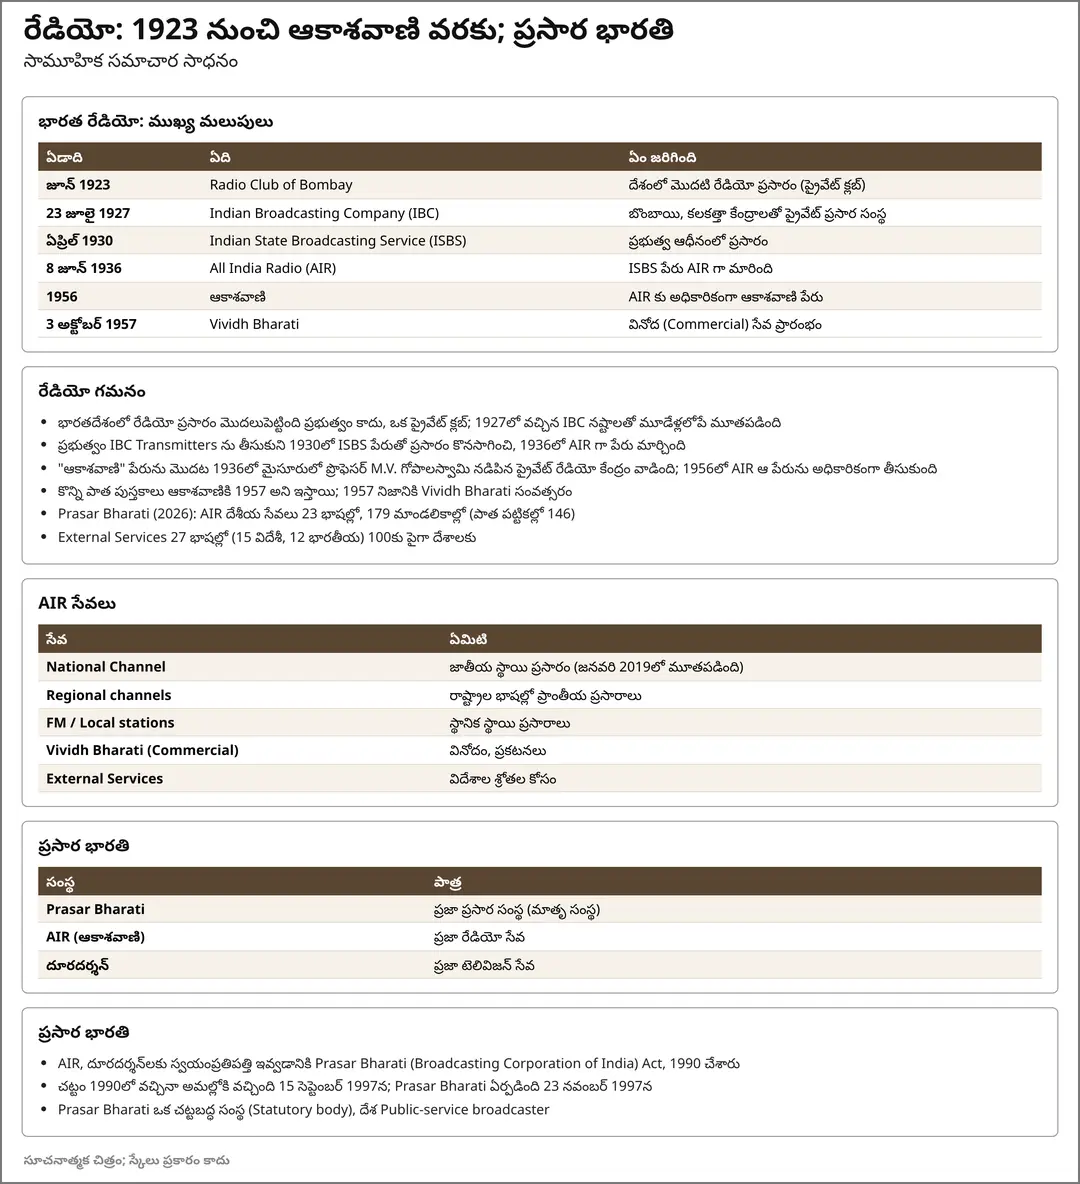 రేడియో: 1923 నుంచి ఆకాశవాణి వరకు; ప్రసార భారతి
సామూహిక సమాచార సాధనం
భారత రేడియో: ముఖ్య మలుపులు
ఏడాది ఏది ఏం జరిగింది
జూన్ 1923 Radio Club of Bombay దేశంలో మొదటి రేడియో ప్రసారం (ప్రైవేట్ క్లబ్)
23 జూలై 1927 Indian Broadcasting Company (IBC) బొంబాయి, కలకత్తా కేంద్రాలతో ప్రైవేట్ ప్రసార సంస్థ
ఏప్రిల్ 1930 Indian State Broadcasting Service (ISBS) ప్రభుత్వ ఆధీనంలో ప్రసారం
8 జూన్ 1936 All India Radio (AIR) ISBS పేరు AIR గా మారింది
1956 ఆకాశవాణి AIR కు అధికారికంగా ఆకాశవాణి పేరు
3 అక్టోబర్ 1957 Vividh Bharati వినోద (Commercial) సేవ ప్రారంభం
రేడియో గమనం
• భారతదేశంలో రేడియో ప్రసారం మొదలుపెట్టింది ప్రభుత్వం కాదు, ఒక ప్రైవేట్ క్లబ్; 1927లో వచ్చిన IBC నష్టాలతో మూడేళ్లలోపే మూతపడింది
• ప్రభుత్వం IBC Transmitters ను తీసుకుని 1930లో ISBS పేరుతో ప్రసారం కొనసాగించి, 1936లో AIR గా పేరు మార్చింది
• "ఆకాశవాణి" పేరును మొదట 1936లో మైసూరులో ప్రొఫెసర్ M.V. గోపాలస్వామి నడిపిన ప్రైవేట్ రేడియో కేంద్రం వాడింది; 1956లో AIR ఆ పేరును అధికారికంగా తీసుకుంది
• కొన్ని పాత పుస్తకాలు ఆకాశవాణికి 1957 అని ఇస్తాయి; 1957 నిజానికి Vividh Bharati సంవత్సరం
• Prasar Bharati (2026): AIR దేశీయ సేవలు 23 భాషల్లో, 179 మాండలికాల్లో (పాత పట్టికల్లో 146)
• External Services 27 భాషల్లో (15 విదేశీ, 12 భారతీయ) 100కు పైగా దేశాలకు
AIR సేవలు
సేవ ఏమిటి
National Channel జాతీయ స్థాయి ప్రసారం (జనవరి 2019లో మూతపడింది)
Regional channels రాష్ట్రాల భాషల్లో ప్రాంతీయ ప్రసారాలు
FM / Local stations స్థానిక స్థాయి ప్రసారాలు
Vividh Bharati (Commercial) వినోదం, ప్రకటనలు
External Services విదేశాల శ్రోతల కోసం
ప్రసార భారతి
సంస్థ పాత్ర
Prasar Bharati ప్రజా ప్రసార సంస్థ (మాతృ సంస్థ)
AIR (ఆకాశవాణి) ప్రజా రేడియో సేవ
దూరదర్శన్ ప్రజా టెలివిజన్ సేవ
ప్రసార భారతి
• AIR, దూరదర్శన్‌లకు స్వయంప్రతిపత్తి ఇవ్వడానికి Prasar Bharati (Broadcasting Corporation of India) Act, 1990 చేశారు
• చట్టం 1990లో వచ్చినా అమల్లోకి వచ్చింది 15 సెప్టెంబర్ 1997న; Prasar Bharati ఏర్పడింది 23 నవంబర్ 1997న
• Prasar Bharati ఒక చట్టబద్ధ సంస్థ (Statutory body), దేశ Public-service broadcaster
సూచనాత్మక చిత్రం; స్కేలు ప్రకారం కాదు